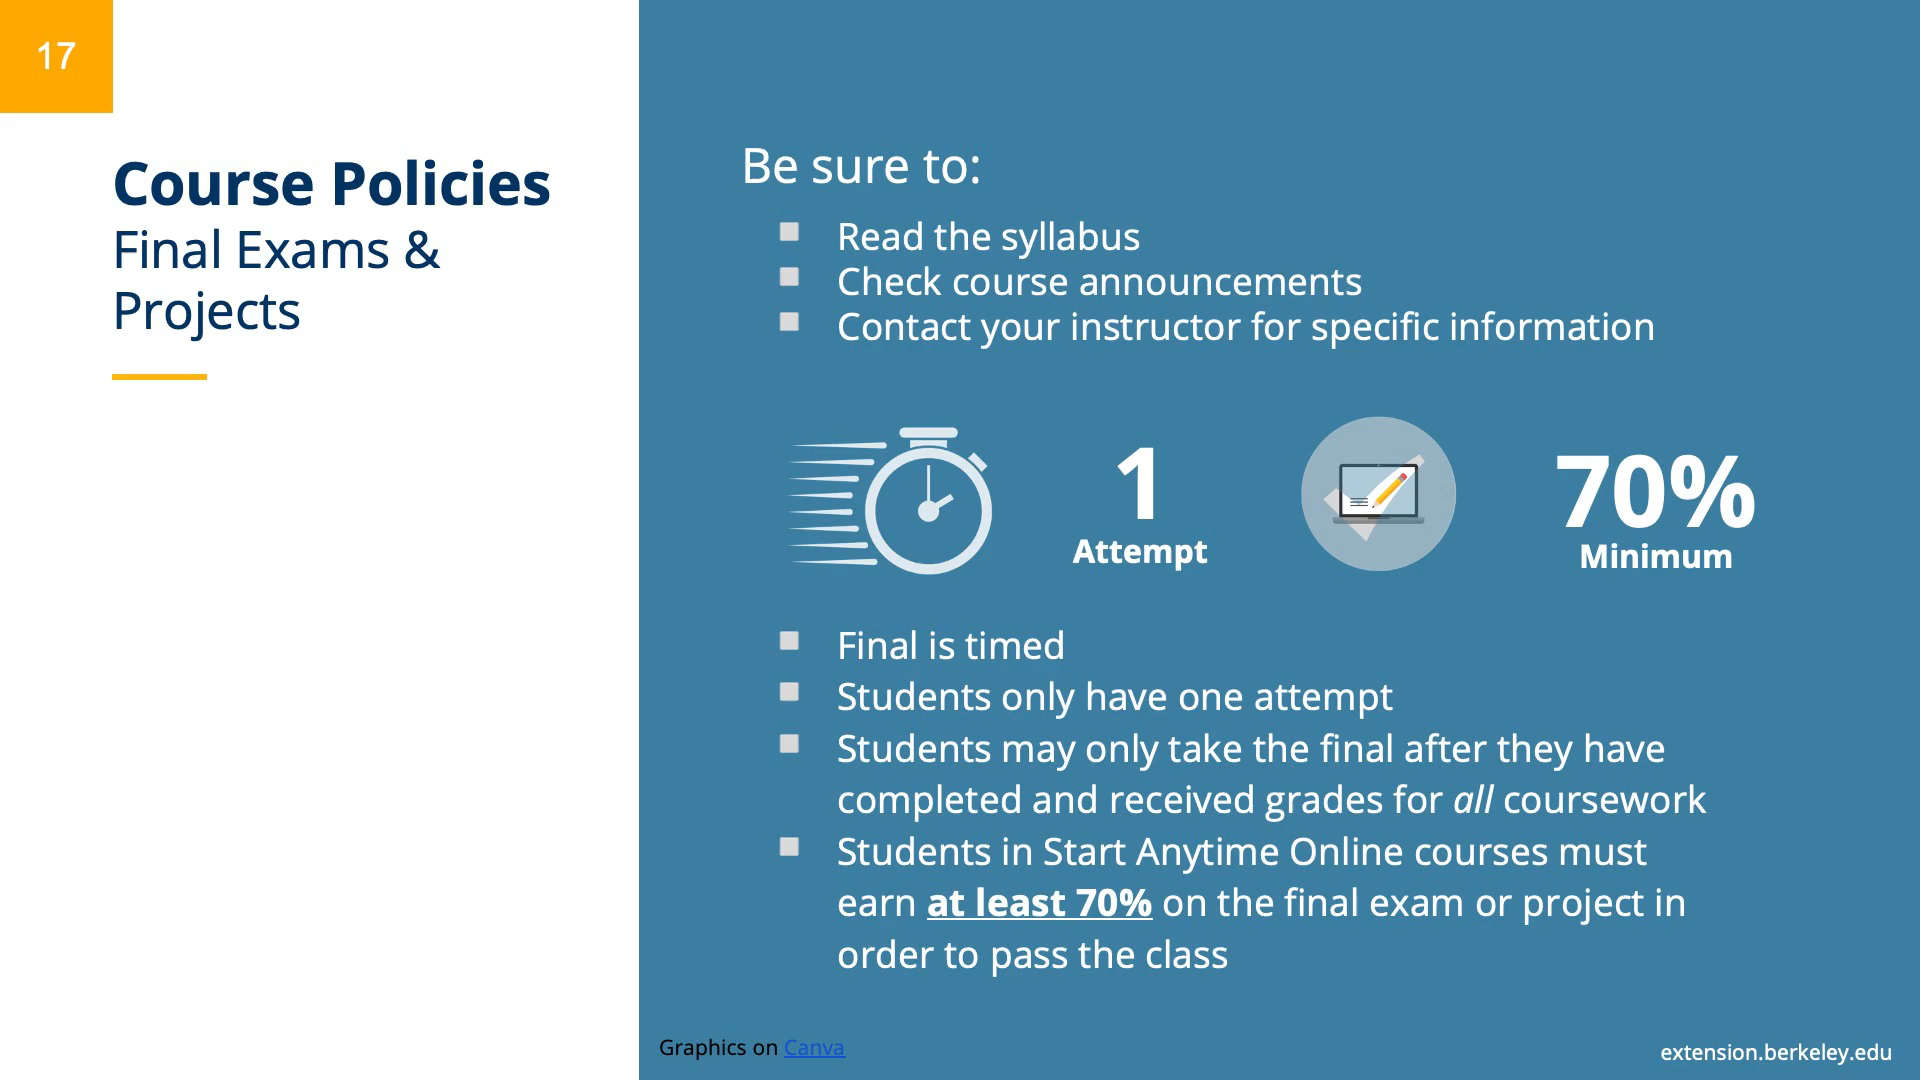 17
Course Policies
Final Exams &
Projects
Be sure to:
Read the syllabus
Check course announcements
Contact your instructor for specific information
1
Attempt
70%
Minimum
Final is timed
Students only have one attempt
Students may only take the final after they have
completed and received grades for all coursework
Students in Start Anytime Online courses must
earn at least 70% on the final exam or project in
order to pass the class
Graphics on Canva
extension.berkeley.edu